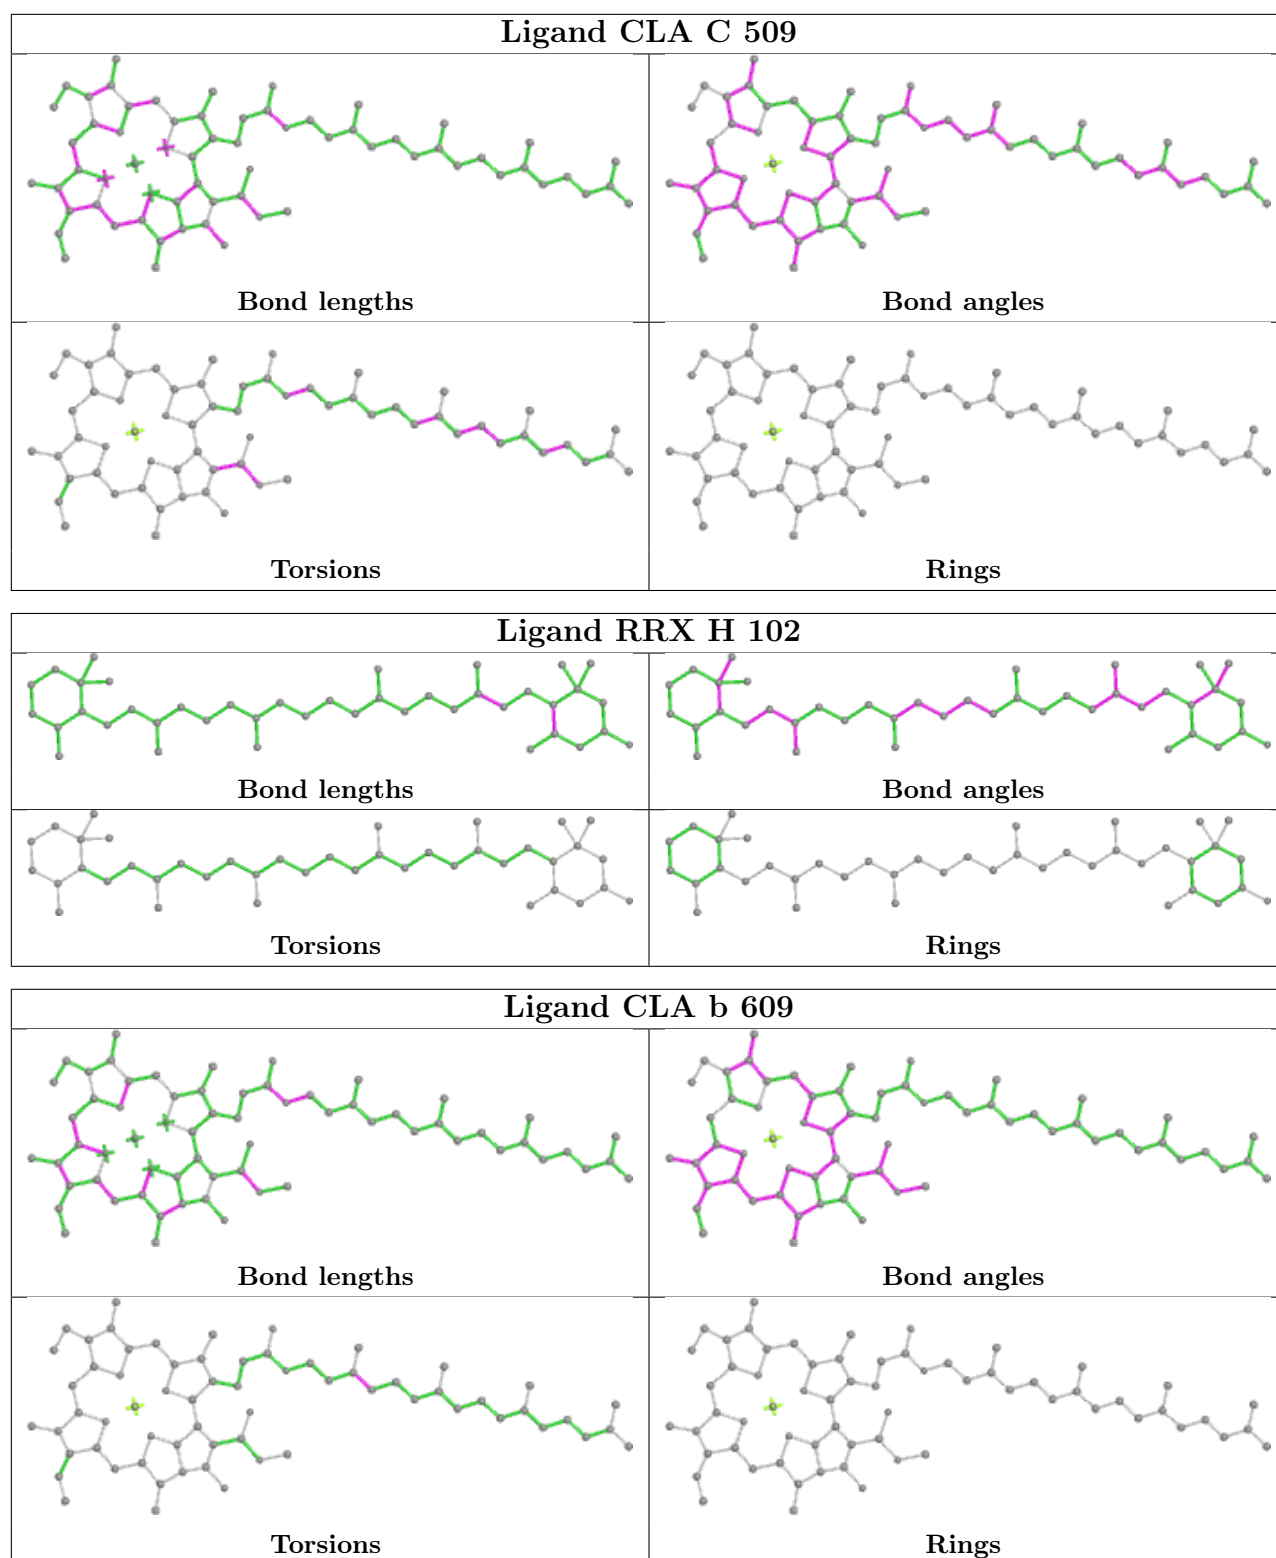 Ligand CLA C 509
Bond lengths
Bond angles
Torsions
Rings
Ligand RRX H 102
Bond lengths
Bond angles
Torsions
Rings
Ligand CLA b 609
Bond lengths
Bond angles
Torsions
Rings